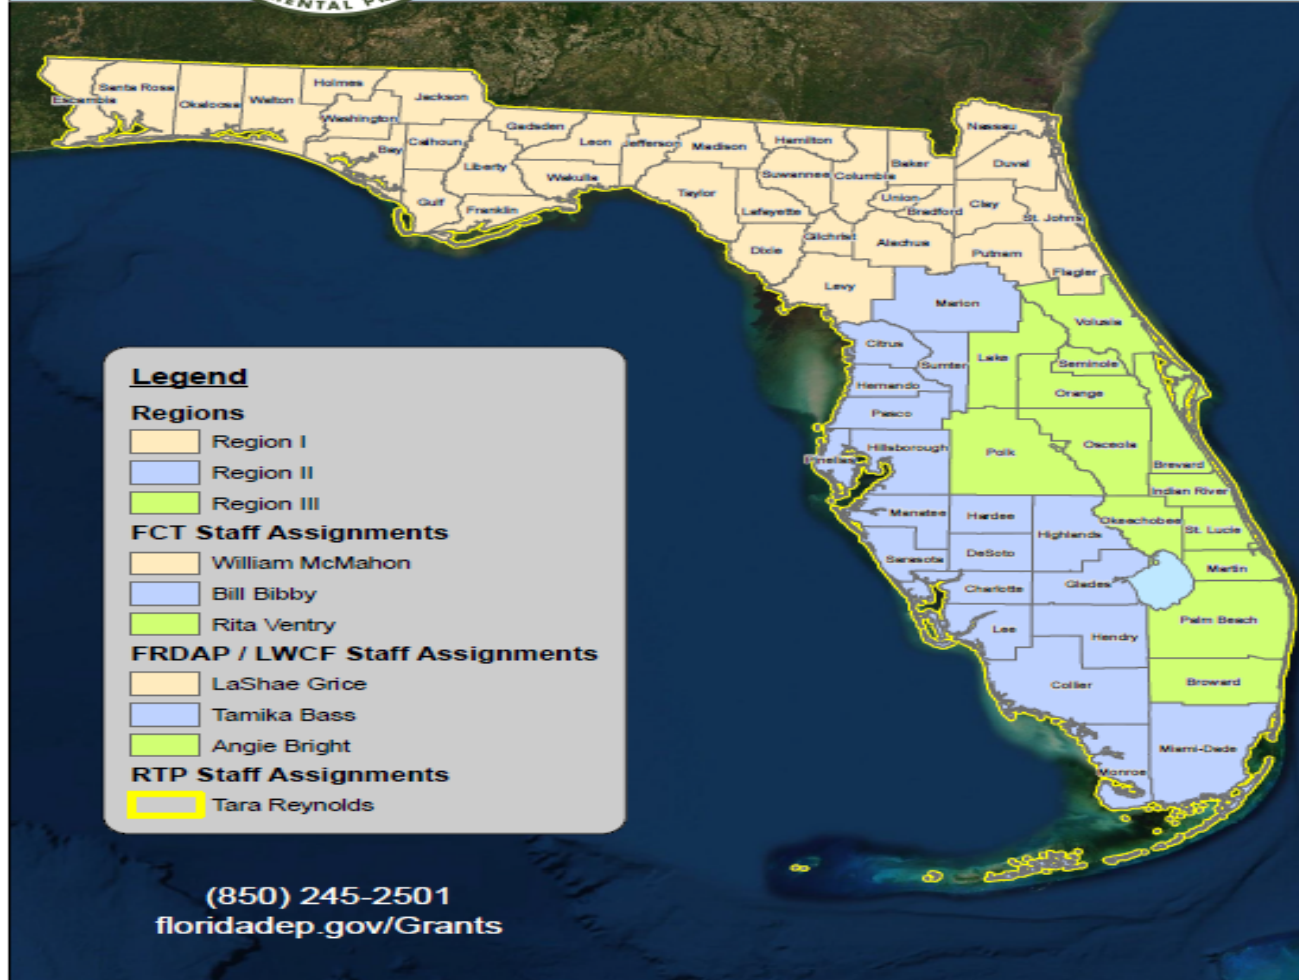 ENTAL
Santa Rosa
Escambia
Okaloosa
Walton
Holmes
Washington
Jackson
Bay
Calhoun
Gulf
Liberty
Gadsden
Franklin
Leon
Wakulla
Jefferson
Madison
Taylor
Hamilton
Suwannee
Columbia
Lafayette
Dixie
Gilchrist
Levy
Baker
Union
Bradford
Alachua
Nassau
Duval
Clay
St. Johns
Putnam
Flagler
Marion
Volusia
Citrus
Sumter
Lake
Seminole
Orange
Hernando
Pasco
Hillsborough
Pinellas
Polk
Osceola
Brevard
Indian River
Manatee
Hardee
Highlands
Okeechobee
St. Lucie
Sarasota
DeSoto
Martin
Charlotte
Glades
Lee
Hendry
Palm Beach
Collier
Broward
Monroe
Miami-Dade
Legend
Regions
Region I
Region II
Region III
FCT Staff Assignments
William McMahon
Bill Bibby
Rita Ventry
FRDAP / LWCF Staff Assignments
LaShae Grice
Tamika Bass
Angie Bright
RTP Staff Assignments
Tara Reynolds
(850) 245-2501
floridadep.gov/Grants